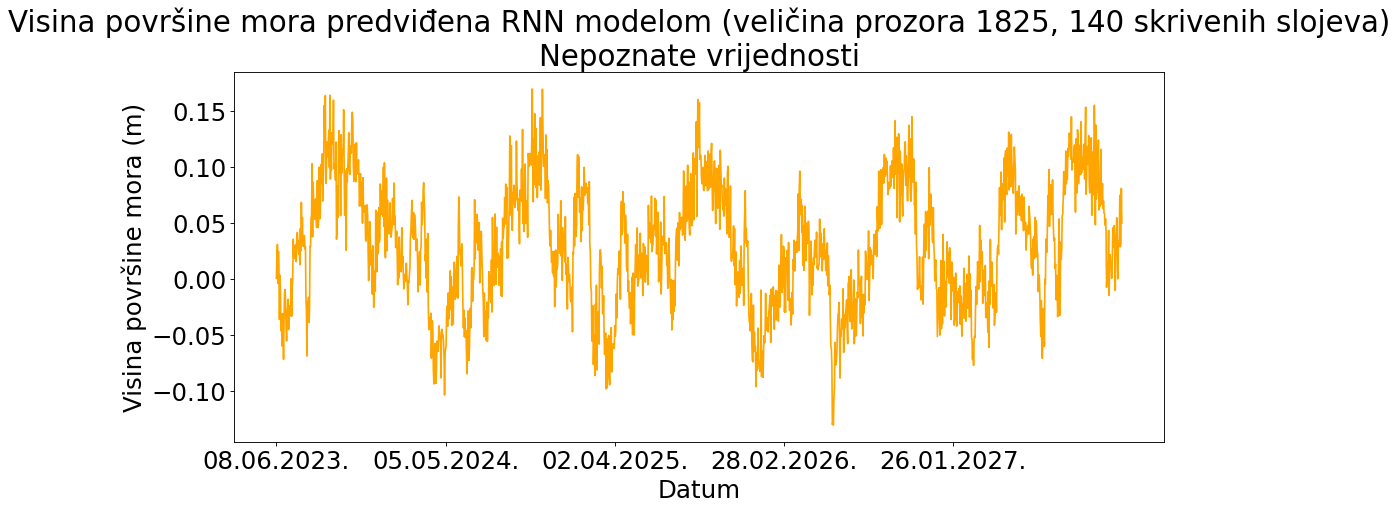 Visina površine mora predviđena RNN modelom (veličina prozora 1825, 140 skrivenih slojeva)
Nepoznate vrijednosti
Visina površine mora (m)
0.15
0.10
0.05
0.00
−0.05
−0.10
08.06.2023. 05.05.2024. 02.04.2025. 28.02.2026. 26.01.2027.
Datum